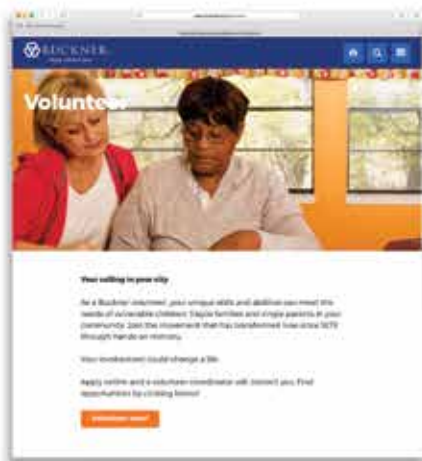 BUCKNER
Volunteer
Your calling in your city
As a Buckner volunteer, your unique skills and abilities can meet the
needs of vulnerable children, fragile families and single parents in your
community. Join the movement that has transformed lives since 1879
through hands-on ministry.
Your involvement could change a life.
Apply online and a volunteer coordinator will contact you. Find
opportunities by clicking below!
Volunteer now!